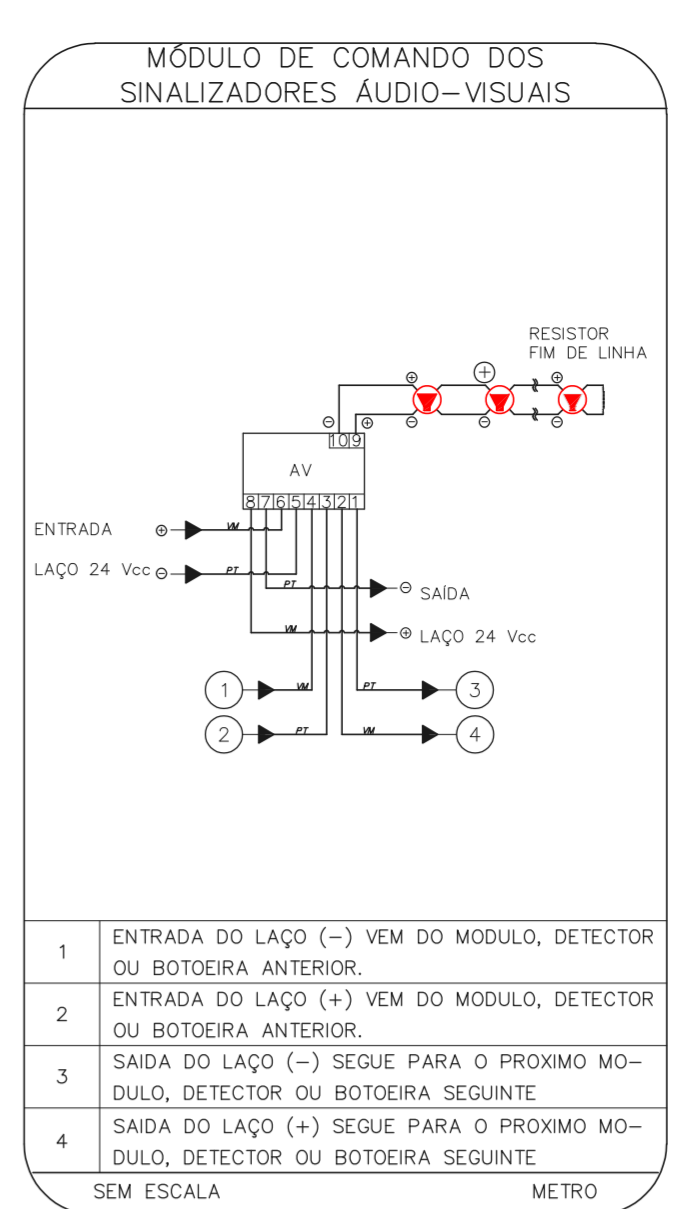 MÓDULO DE COMANDO DOS
SINALIZADORES ÁUDIO-VISUAIS
RESISTOR
FIM DE LINHA
+ + +
- + - - -
10 9
AV
8 7 6 5 4 3 2 1
ENTRADA + VM
LAÇO 24 Vcc - PT
PT - SAÍDA
VM + LAÇO 24 Vcc
1 VM PT 3
2 PT VM 4
1 ENTRADA DO LAÇO (-) VEM DO MODULO, DETECTOR
OU BOTOEIRA ANTERIOR.
2 ENTRADA DO LAÇO (+) VEM DO MODULO, DETECTOR
OU BOTOEIRA ANTERIOR.
3 SAIDA DO LAÇO (-) SEGUE PARA O PROXIMO MO-
DULO, DETECTOR OU BOTOEIRA SEGUINTE
4 SAIDA DO LAÇO (+) SEGUE PARA O PROXIMO MO-
DULO, DETECTOR OU BOTOEIRA SEGUINTE
SEM ESCALA METRO